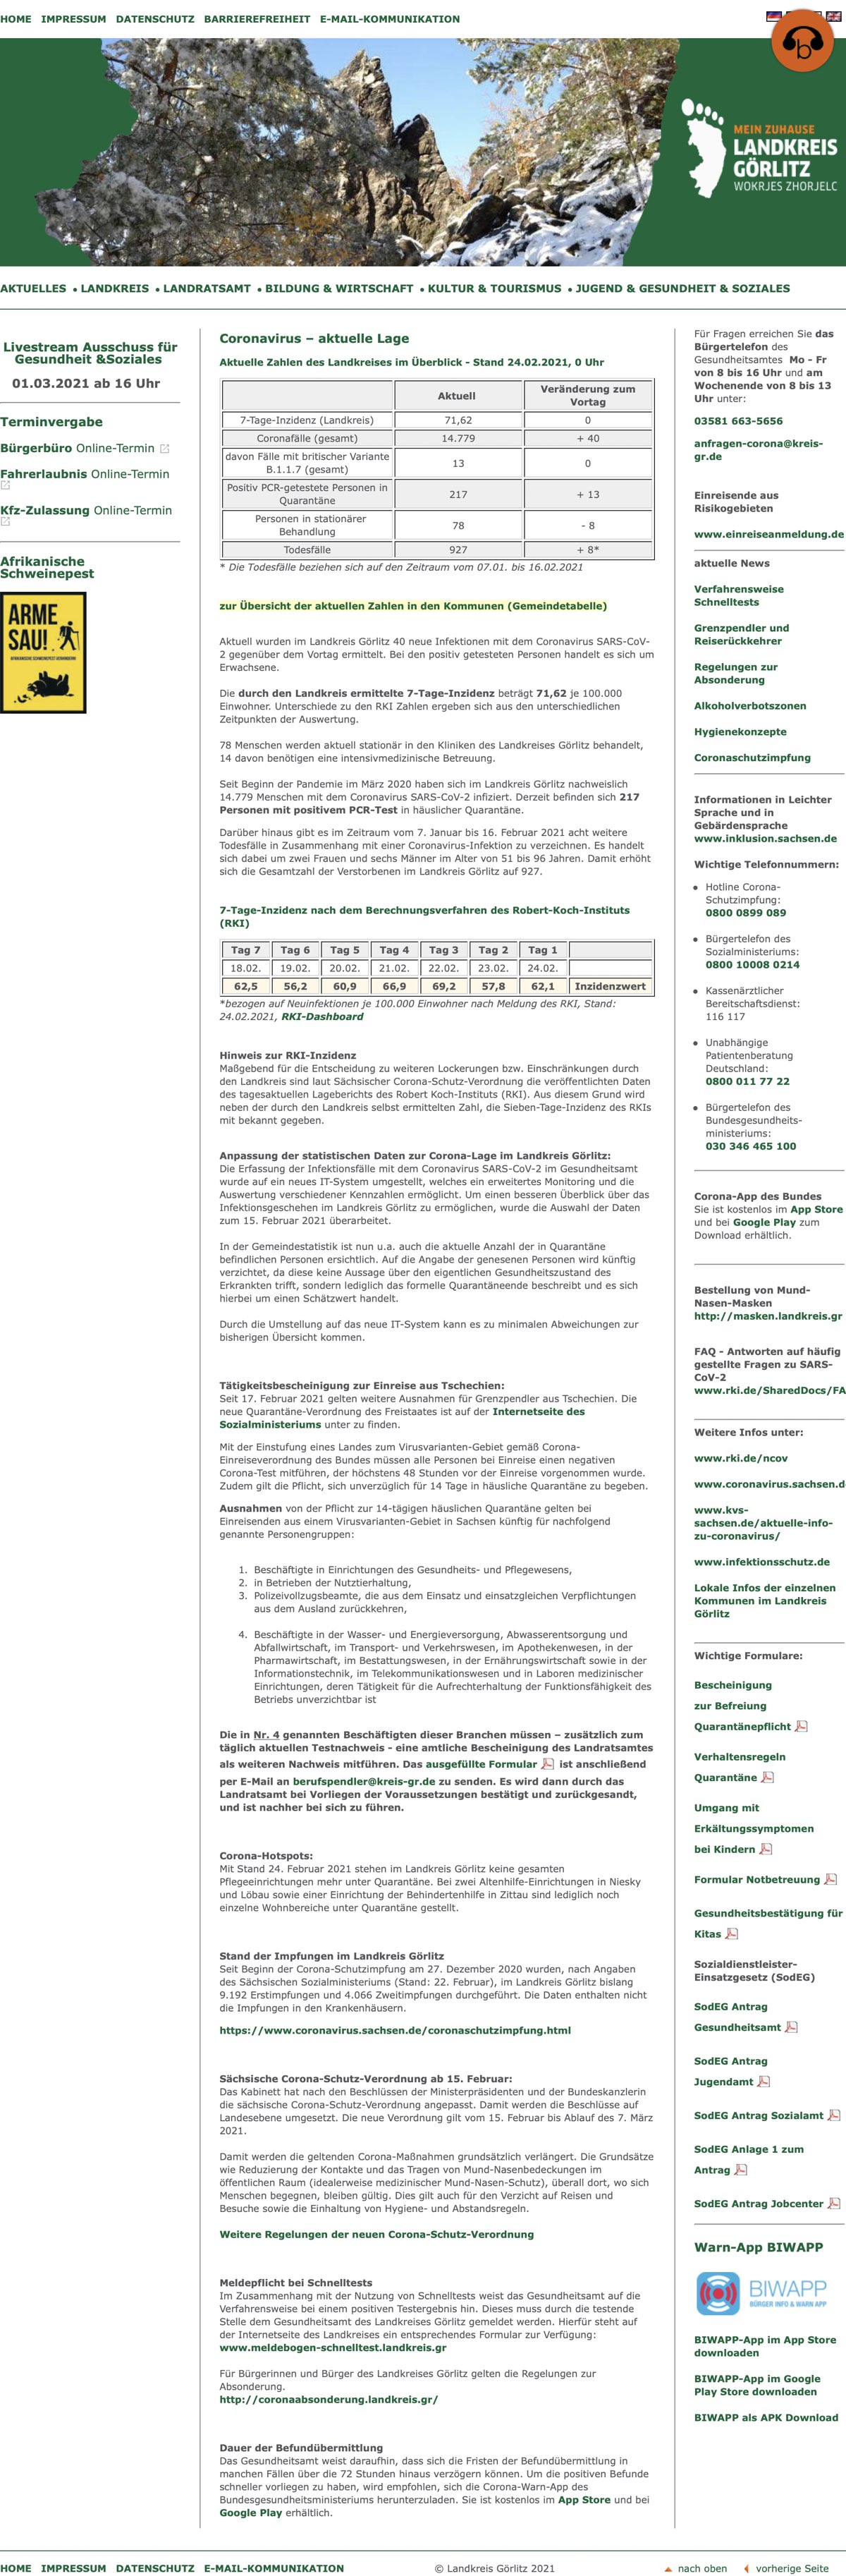 HOME IMPRESSUM DATENSCHUTZ BARRIEREFREIHEIT E-MAIL-KOMMUNIKATION
b
MEIN ZUHAUSE
LANDKREIS
GÖRLITZ
WOKRJES ZHORJELC
AKTUELLES • LANDKREIS • LANDRATSAMT • BILDUNG & WIRTSCHAFT • KULTUR & TOURISMUS • JUGEND & GESUNDHEIT & SOZIALES
Livestream Ausschuss für
Gesundheit &Soziales
01.03.2021 ab 16 Uhr
Terminvergabe
Bürgerbüro Online-Termin
Fahrerlaubnis Online-Termin
Kfz-Zulassung Online-Termin
Afrikanische
Schweinepest
ARME
SAU!
Coronavirus – aktuelle Lage
Aktuelle Zahlen des Landkreises im Überblick - Stand 24.02.2021, 0 Uhr
Aktuell
Veränderung zum
Vortag
7-Tage-Inzidenz (Landkreis) 71,62 0
Coronafälle (gesamt) 14.779 + 40
davon Fälle mit britischer Variante
B.1.1.7 (gesamt) 13 0
Positiv PCR-getestete Personen in
Quarantäne 217 + 13
Personen in stationärer
Behandlung 78 - 8
Todesfälle 927 + 8*
* Die Todesfälle beziehen sich auf den Zeitraum vom 07.01. bis 16.02.2021
zur Übersicht der aktuellen Zahlen in den Kommunen (Gemeindetabelle)
Aktuell wurden im Landkreis Görlitz 40 neue Infektionen mit dem Coronavirus SARS-CoV-
2 gegenüber dem Vortag ermittelt. Bei den positiv getesteten Personen handelt es sich um
Erwachsene.
Die durch den Landkreis ermittelte 7-Tage-Inzidenz beträgt 71,62 je 100.000
Einwohner. Unterschiede zu den RKI Zahlen ergeben sich aus den unterschiedlichen
Zeitpunkten der Auswertung.
78 Menschen werden aktuell stationär in den Kliniken des Landkreises Görlitz behandelt,
14 davon benötigen eine intensivmedizinische Betreuung.
Seit Beginn der Pandemie im März 2020 haben sich im Landkreis Görlitz nachweislich
14.779 Menschen mit dem Coronavirus SARS-CoV-2 infiziert. Derzeit befinden sich 217
Personen mit positivem PCR-Test in häuslicher Quarantäne.
Darüber hinaus gibt es im Zeitraum vom 7. Januar bis 16. Februar 2021 acht weitere
Todesfälle in Zusammenhang mit einer Coronavirus-Infektion zu verzeichnen. Es handelt
sich dabei um zwei Frauen und sechs Männer im Alter von 51 bis 96 Jahren. Damit erhöht
sich die Gesamtzahl der Verstorbenen im Landkreis Görlitz auf 927.
7-Tage-Inzidenz nach dem Berechnungsverfahren des Robert-Koch-Instituts
(RKI)
Tag 7 Tag 6 Tag 5 Tag 4 Tag 3 Tag 2 Tag 1
18.02. 19.02. 20.02. 21.02. 22.02. 23.02. 24.02.
62,5 56,2 60,9 66,9 69,2 57,8 62,1 Inzidenzwert
*bezogen auf Neuinfektionen je 100.000 Einwohner nach Meldung des RKI, Stand:
24.02.2021, RKI-Dashboard
Hinweis zur RKI-Inzidenz
Maßgebend für die Entscheidung zu weiteren Lockerungen bzw. Einschränkungen durch
den Landkreis sind laut Sächsischer Corona-Schutz-Verordnung die veröffentlichten Daten
des tagesaktuellen Lageberichts des Robert Koch-Instituts (RKI). Aus diesem Grund wird
neben der durch den Landkreis selbst ermittelten Zahl, die Sieben-Tage-Inzidenz des RKIs
mit bekannt gegeben.
Anpassung der statistischen Daten zur Corona-Lage im Landkreis Görlitz:
Die Erfassung der Infektionsfälle mit dem Coronavirus SARS-CoV-2 im Gesundheitsamt
wurde auf ein neues IT-System umgestellt, welches ein erweitertes Monitoring und die
Auswertung verschiedener Kennzahlen ermöglicht. Um einen besseren Überblick über das
Infektionsgeschehen im Landkreis Görlitz zu ermöglichen, wurde die Auswahl der Daten
zum 15. Februar 2021 überarbeitet.
In der Gemeindestatistik ist nun u.a. auch die aktuelle Anzahl der in Quarantäne
befindlichen Personen ersichtlich. Auf die Angabe der genesenen Personen wird künftig
verzichtet, da diese keine Aussage über den eigentlichen Gesundheitszustand des
Erkrankten trifft, sondern lediglich das formelle Quarantäneende beschreibt und es sich
hierbei um einen Schätzwert handelt.
Durch die Umstellung auf das neue IT-System kann es zu minimalen Abweichungen zur
bisherigen Übersicht kommen.
Tätigkeitsbescheinigung zur Einreise aus Tschechien:
Seit 17. Februar 2021 gelten weitere Ausnahmen für Grenzpendler aus Tschechien. Die
neue Quarantäne-Verordnung des Freistaates ist auf der Internetseite des
Sozialministeriums unter zu finden.
Mit der Einstufung eines Landes zum Virusvarianten-Gebiet gemäß Corona-
Einreiseverordnung des Bundes müssen alle Personen bei Einreise einen negativen
Corona-Test mitführen, der höchstens 48 Stunden vor der Einreise vorgenommen wurde.
Zudem gilt die Pflicht, sich unverzüglich für 14 Tage in häusliche Quarantäne zu begeben.
Ausnahmen von der Pflicht zur 14-tägigen häuslichen Quarantäne gelten bei
Einreisenden aus einem Virusvarianten-Gebiet in Sachsen künftig für nachfolgend
genannte Personengruppen:
1. Beschäftigte in Einrichtungen des Gesundheits- und Pflegewesens,
2. in Betrieben der Nutztierhaltung,
3. Polizeivollzugsbeamte, die aus dem Einsatz und einsatzgleichen Verpflichtungen
aus dem Ausland zurückkehren,
4. Beschäftigte in der Wasser- und Energieversorgung, Abwasserentsorgung und
Abfallwirtschaft, im Transport- und Verkehrswesen, im Apothekenwesen, in der
Pharmawirtschaft, im Bestattungswesen, in der Ernährungswirtschaft sowie in der
Informationstechnik, im Telekommunikationswesen und in Laboren medizinischer
Einrichtungen, deren Tätigkeit für die Aufrechterhaltung der Funktionsfähigkeit des
Betriebs unverzichtbar ist
Die in Nr. 4 genannten Beschäftigten dieser Branchen müssen – zusätzlich zum
täglich aktuellen Testnachweis - eine amtliche Bescheinigung des Landratsamtes
als weiteren Nachweis mitführen. Das ausgefüllte Formular ist anschließend
per E-Mail an berufspendler@kreis-gr.de zu senden. Es wird dann durch das
Landratsamt bei Vorliegen der Voraussetzungen bestätigt und zurückgesandt,
und ist nachher bei sich zu führen.
Corona-Hotspots:
Mit Stand 24. Februar 2021 stehen im Landkreis Görlitz keine gesamten
Pflegeeinrichtungen mehr unter Quarantäne. Bei zwei Altenhilfe-Einrichtungen in Niesky
und Löbau sowie einer Einrichtung der Behindertenhilfe in Zittau sind lediglich noch
einzelne Wohnbereiche unter Quarantäne gestellt.
Stand der Impfungen im Landkreis Görlitz
Seit Beginn der Corona-Schutzimpfung am 27. Dezember 2020 wurden, nach Angaben
des Sächsischen Sozialministeriums (Stand: 22. Februar), im Landkreis Görlitz bislang
9.192 Erstimpfungen und 4.066 Zweitimpfungen durchgeführt. Die Daten enthalten nicht
die Impfungen in den Krankenhäusern.
https://www.coronavirus.sachsen.de/coronaschutzimpfung.html
Sächsische Corona-Schutz-Verordnung ab 15. Februar:
Das Kabinett hat nach den Beschlüssen der Ministerpräsidenten und der Bundeskanzlerin
die sächsische Corona-Schutz-Verordnung angepasst. Damit werden die Beschlüsse auf
Landesebene umgesetzt. Die neue Verordnung gilt vom 15. Februar bis Ablauf des 7. März
2021.
Damit werden die geltenden Corona-Maßnahmen grundsätzlich verlängert. Die Grundsätze
wie Reduzierung der Kontakte und das Tragen von Mund-Nasenbedeckungen im
öffentlichen Raum (idealerweise medizinischer Mund-Nasen-Schutz), überall dort, wo sich
Menschen begegnen, bleiben gültig. Dies gilt auch für den Verzicht auf Reisen und
Besuche sowie die Einhaltung von Hygiene- und Abstandsregeln.
Weitere Regelungen der neuen Corona-Schutz-Verordnung
Meldepflicht bei Schnelltests
Im Zusammenhang mit der Nutzung von Schnelltests weist das Gesundheitsamt auf die
Verfahrensweise bei einem positiven Testergebnis hin. Dieses muss durch die testende
Stelle dem Gesundheitsamt des Landkreises Görlitz gemeldet werden. Hierfür steht auf
der Internetseite des Landkreises ein entsprechendes Formular zur Verfügung:
www.meldebogen-schnelltest.landkreis.gr
Für Bürgerinnen und Bürger des Landkreises Görlitz gelten die Regelungen zur
Absonderung.
http://coronaabsonderung.landkreis.gr/
Dauer der Befundübermittlung
Das Gesundheitsamt weist daraufhin, dass sich die Fristen der Befundübermittlung in
manchen Fällen über die 72 Stunden hinaus verzögern können. Um die positiven Befunde
schneller vorliegen zu haben, wird empfohlen, sich die Corona-Warn-App des
Bundesgesundheitsministeriums herunterzuladen. Sie ist kostenlos im App Store und bei
Google Play erhältlich.
Für Fragen erreichen Sie das
Bürgertelefon des
Gesundheitsamtes Mo - Fr
von 8 bis 16 Uhr und am
Wochenende von 8 bis 13
Uhr unter:
03581 663-5656
anfragen-corona@kreis-
gr.de
Einreisende aus
Risikogebieten
www.einreiseanmeldung.de
aktuelle News
Verfahrensweise
Schnelltests
Grenzpendler und
Reiserückkehrer
Regelungen zur
Absonderung
Alkoholverbotszonen
Hygienekonzepte
Coronaschutzimpfung
Informationen in Leichter
Sprache und in
Gebärdensprache
www.inklusion.sachsen.de
Wichtige Telefonnummern:
• Hotline Corona-
Schutzimpfung:
0800 0899 089
• Bürgertelefon des
Sozialministeriums:
0800 10008 0214
• Kassenärztlicher
Bereitschaftsdienst:
116 117
• Unabhängige
Patientenberatung
Deutschland:
0800 011 77 22
• Bürgertelefon des
Bundesgesundheits-
ministeriums:
030 346 465 100
Corona-App des Bundes
Sie ist kostenlos im App Store
und bei Google Play zum
Download erhältlich.
Bestellung von Mund-
Nasen-Masken
http://masken.landkreis.gr
FAQ - Antworten auf häufig
gestellte Fragen zu SARS-
CoV-2
www.rki.de/SharedDocs/FA
Weitere Infos unter:
www.rki.de/ncov
www.coronavirus.sachsen.d
www.kvs-
sachsen.de/aktuelle-info-
zu-coronavirus/
www.infektionsschutz.de
Lokale Infos der einzelnen
Kommunen im Landkreis
Görlitz
Wichtige Formulare:
Bescheinigung
zur Befreiung
Quarantänepflicht
Verhaltensregeln
Quarantäne
Umgang mit
Erkältungssymptomen
bei Kindern
Formular Notbetreuung
Gesundheitsbestätigung für
Kitas
Sozialdienstleister-
Einsatzgesetz (SodEG)
SodEG Antrag
Gesundheitsamt
SodEG Antrag
Jugendamt
SodEG Antrag Sozialamt
SodEG Anlage 1 zum
Antrag
SodEG Antrag Jobcenter
Warn-App BIWAPP
BIWAPP
BÜRGER INFO & WARN APP
BIWAPP-App im App Store
downloaden
BIWAPP-App im Google
Play Store downloaden
BIWAPP als APK Download
HOME IMPRESSUM DATENSCHUTZ E-MAIL-KOMMUNIKATION
© Landkreis Görlitz 2021
nach oben vorherige Seite